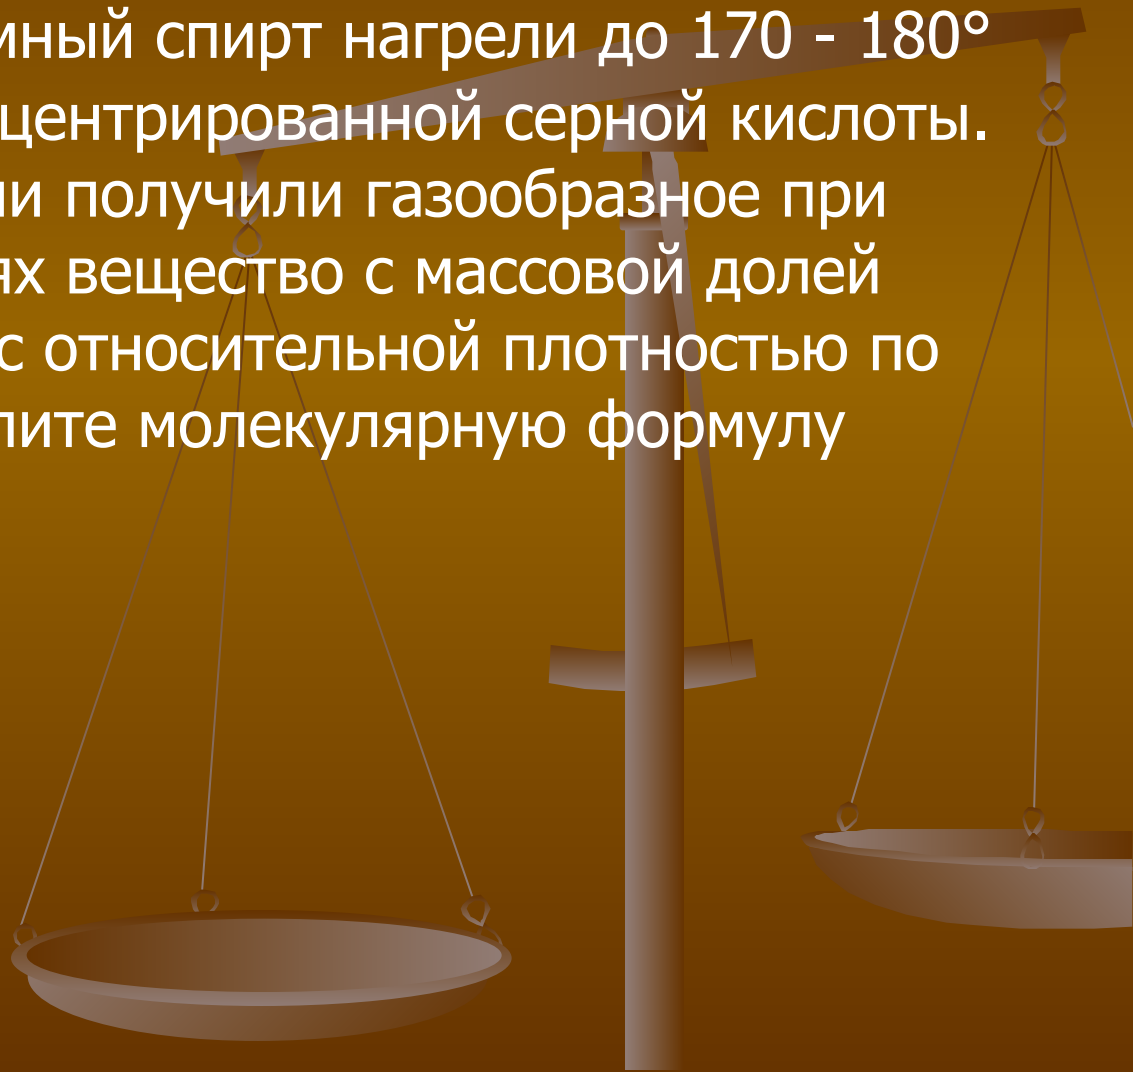 мный спирт нагрели до 170 - 180°
центрированной серной кислоты.
ии получили газообразное при
ях вещество с массовой долей
с относительной плотностью по
лите молекулярную формулу